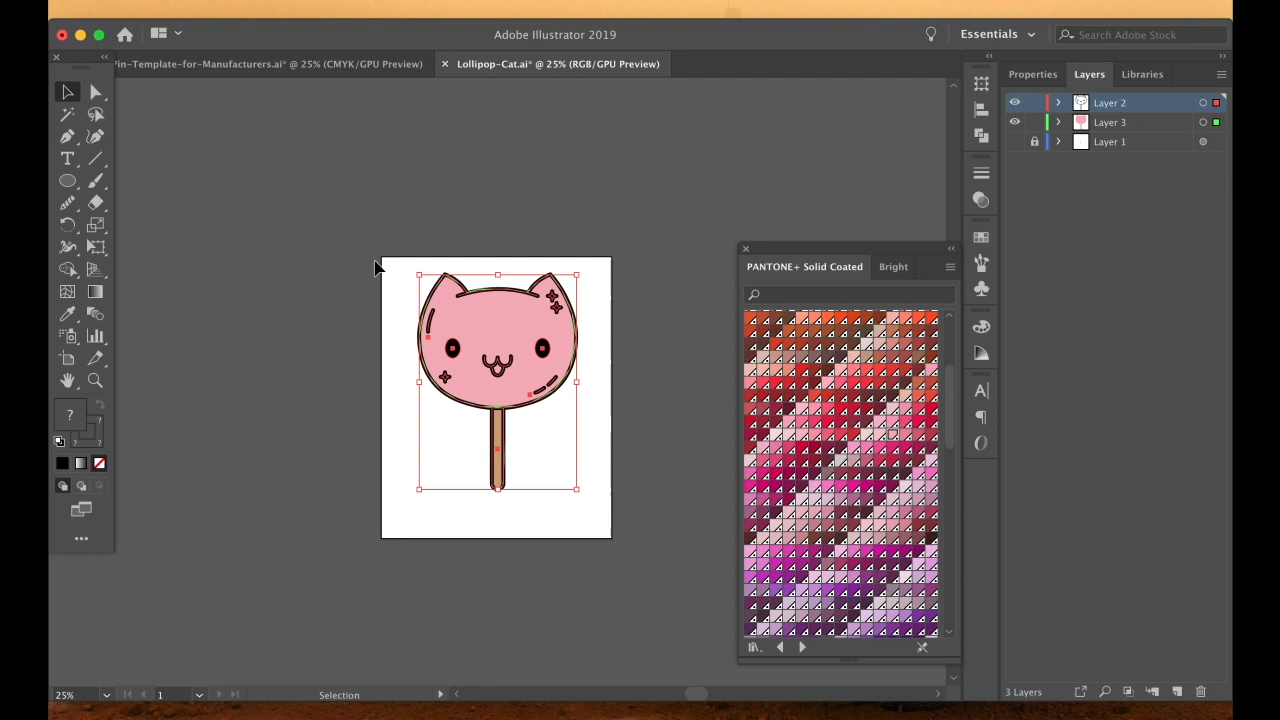 Adobe Illustrator 2019
Essentials
Search Adobe Stock
Pin-Template-for-Manufacturers.ai* @ 25% (CMYK/GPU Preview)
Lollipop-Cat.ai* @ 25% (RGB/GPU Preview)
Properties
Layers
Libraries
Layer 2
Layer 3
Layer 1
PANTONE+ Solid Coated
Bright
?
?
?
?
25%
1
Selection
3 Layers